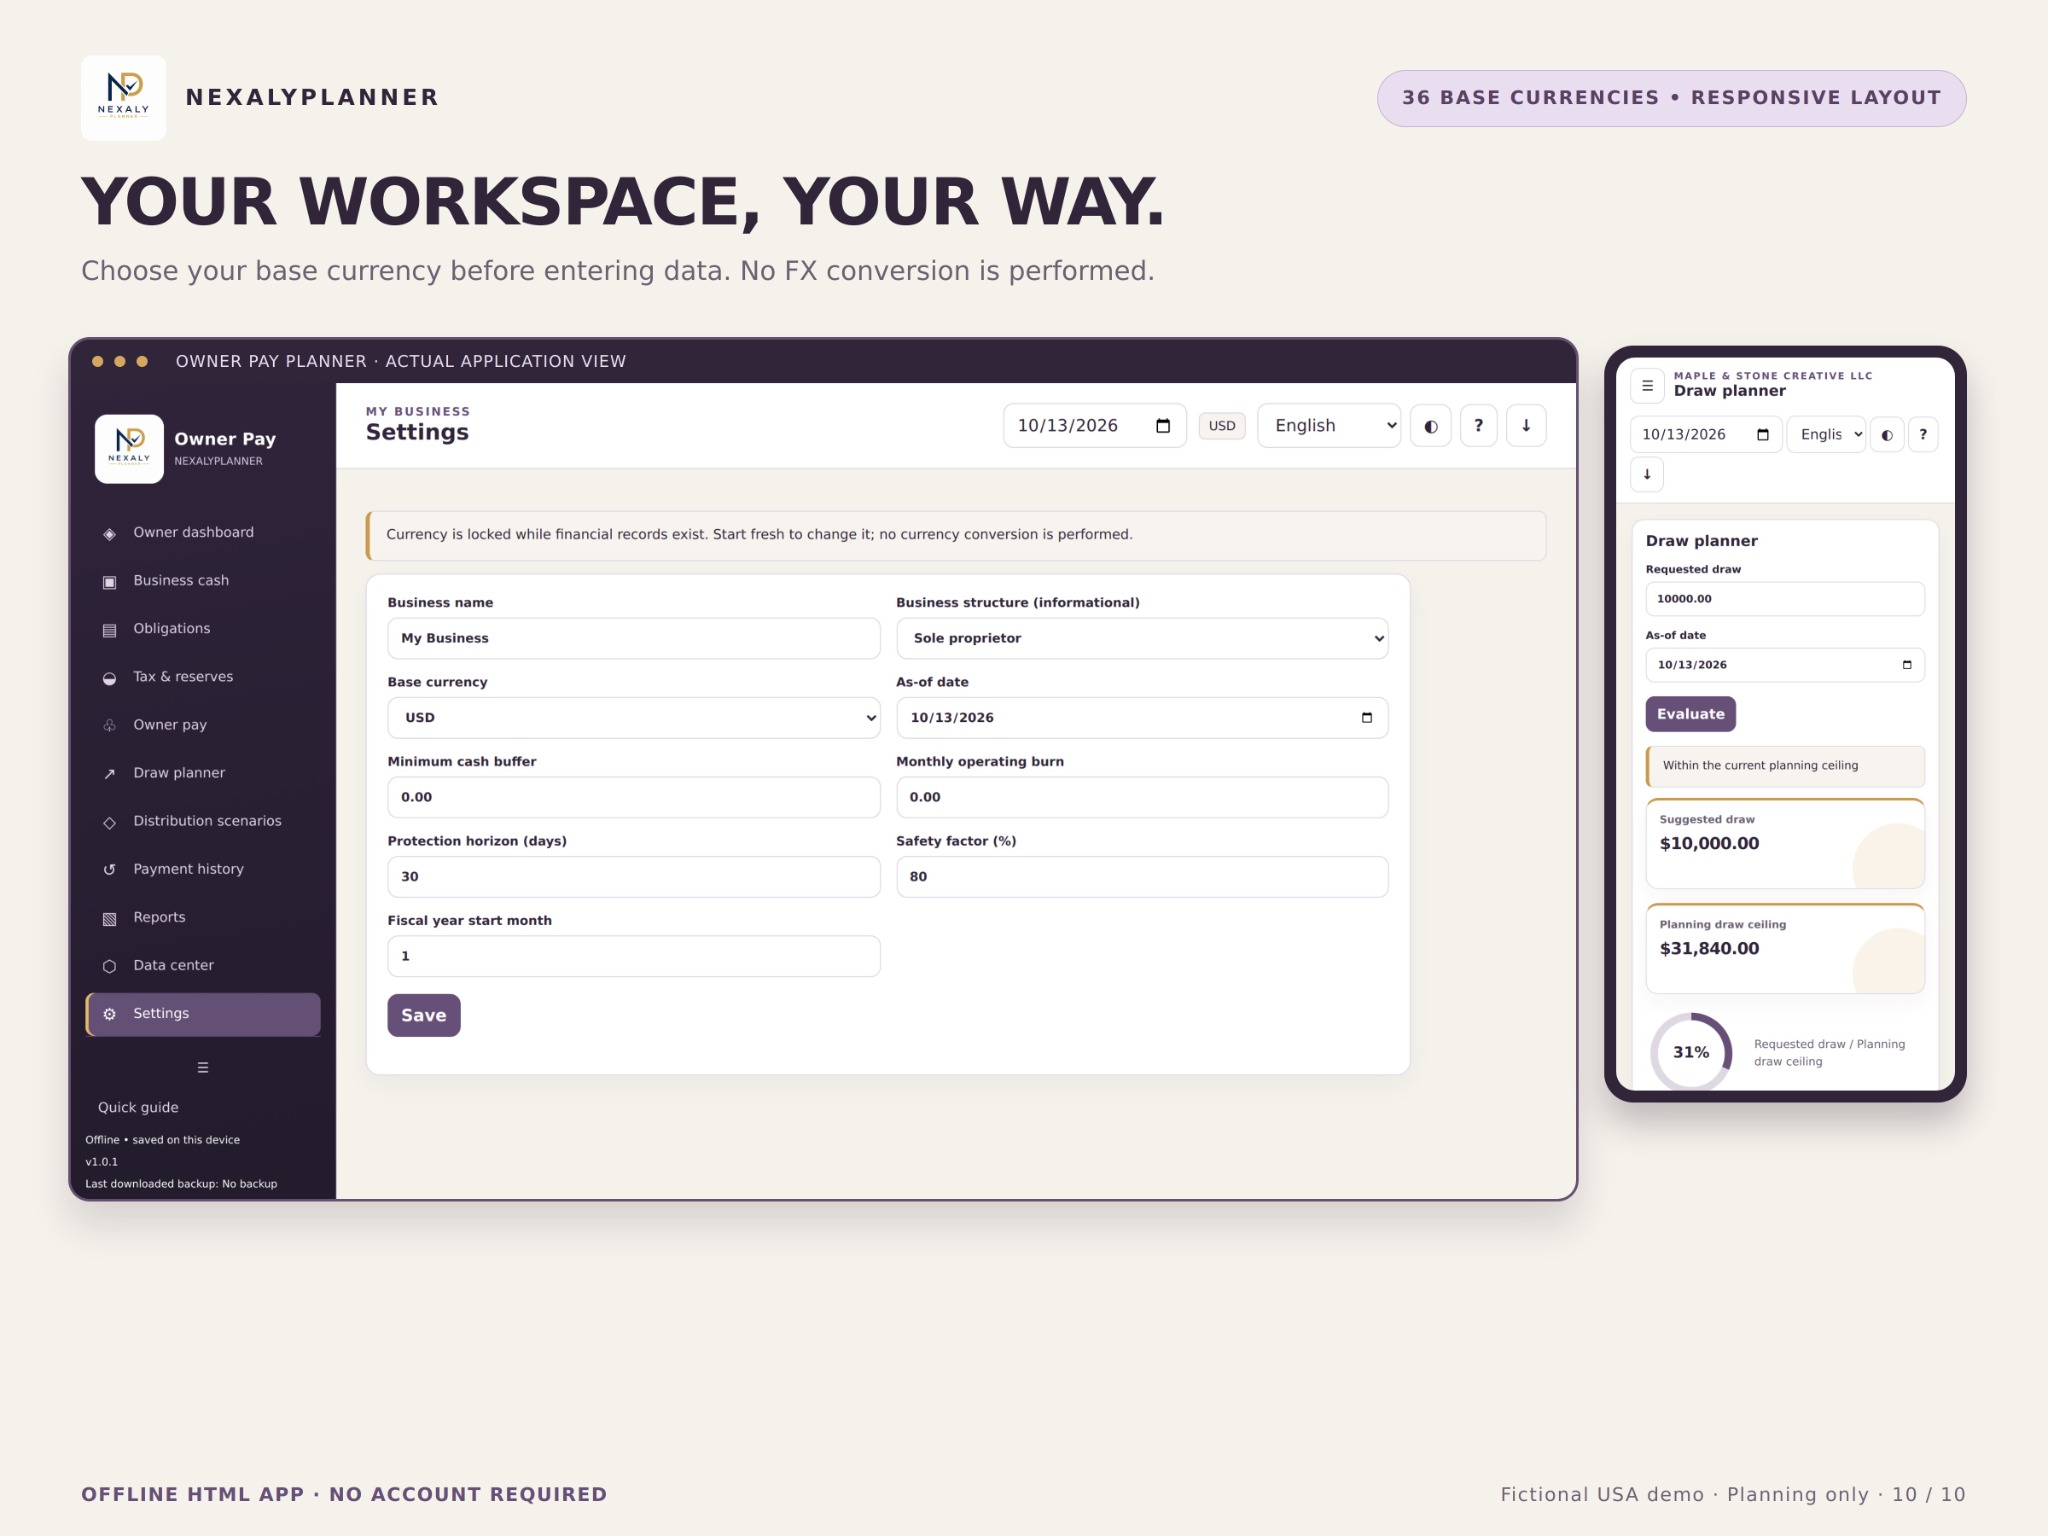 NEXALY
PLANNER
NEXALYPLANNER
36 BASE CURRENCIES • RESPONSIVE LAYOUT
YOUR WORKSPACE, YOUR WAY.
Choose your base currency before entering data. No FX conversion is performed.
OWNER PAY PLANNER · ACTUAL APPLICATION VIEW
NEXALY
PLANNER
Owner Pay
NEXALYPLANNER
Owner dashboard
Business cash
Obligations
Tax & reserves
Owner pay
Draw planner
Distribution scenarios
Payment history
Reports
Data center
Settings
Quick guide
Offline • saved on this device
v1.0.1
Last downloaded backup: No backup
MY BUSINESS
Settings
10/13/2026 USD English ?
Currency is locked while financial records exist. Start fresh to change it; no currency conversion is performed.
Business name Business structure (informational)
My Business Sole proprietor
Base currency As-of date
USD 10/13/2026
Minimum cash buffer Monthly operating burn
0.00 0.00
Protection horizon (days) Safety factor (%)
30 80
Fiscal year start month
1
Save
MAPLE & STONE CREATIVE LLC
Draw planner
10/13/2026 Englis ?
Draw planner
Requested draw
10000.00
As-of date
10/13/2026
Evaluate
Within the current planning ceiling
Suggested draw
$10,000.00
Planning draw ceiling
$31,840.00
31%
Requested draw / Planning
draw ceiling
OFFLINE HTML APP · NO ACCOUNT REQUIRED
Fictional USA demo · Planning only · 10 / 10